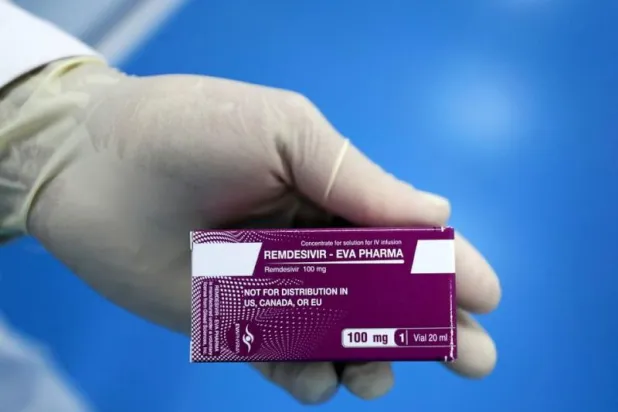 Concentrate for solution for IV infusion
REMDESIVIR - EVA PHARMA
Remdesivir 100 mg
NOT FOR DISTRIBUTION IN
US, CANADA, OR EU
100 mg 1 Vial 20 ml